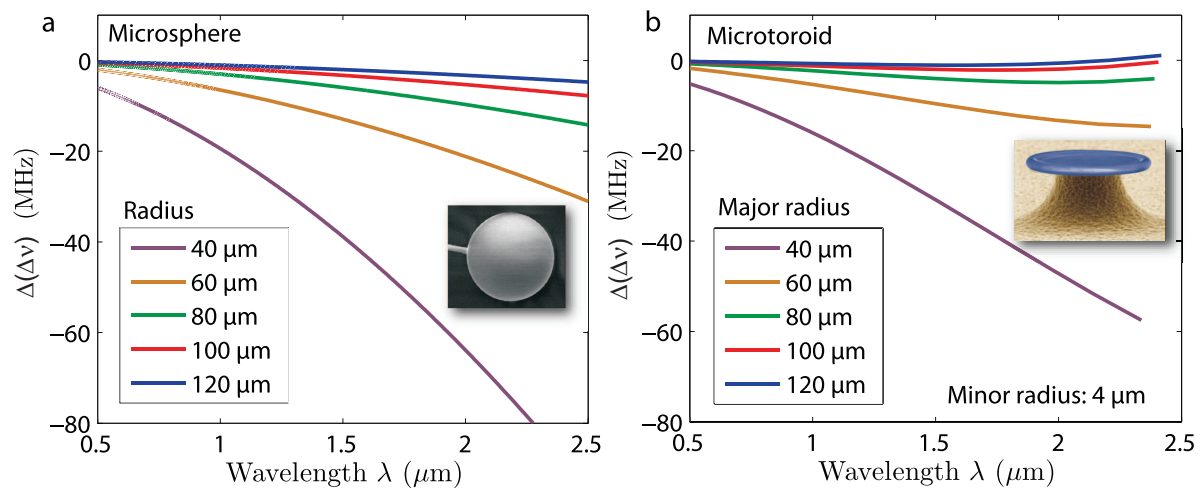 a
Microsphere
0
−20
−40
−60
−80
Δ(Δν) (MHz)
Radius
40 µm
60 µm
80 µm
100 µm
120 µm
0.5
1
1.5
2
2.5
Wavelength λ (µm)
b
Microtoroid
0
−20
−40
−60
−80
Δ(Δν) (MHz)
Major radius
40 µm
60 µm
80 µm
100 µm
120 µm
Minor radius: 4 µm
0.5
1
1.5
2
2.5
Wavelength λ (µm)